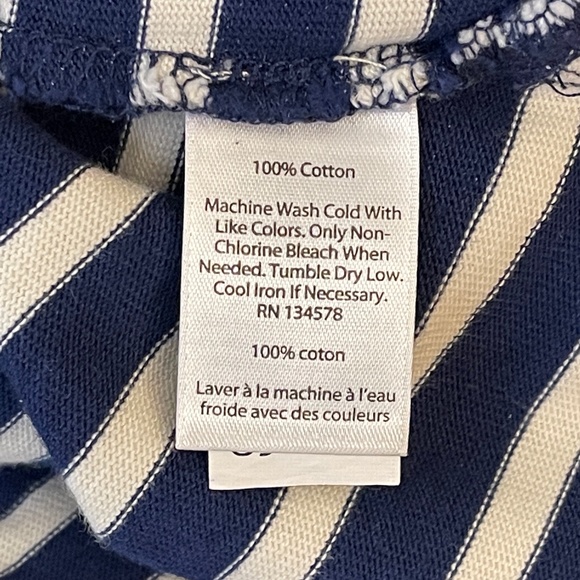 100% Cotton
Machine Wash Cold With
Like Colors. Only Non-
Chlorine Bleach When
Needed. Tumble Dry Low.
Cool Iron If Necessary.
RN 134578
100% coton
Laver à la machine à l'eau
froide avec des couleurs